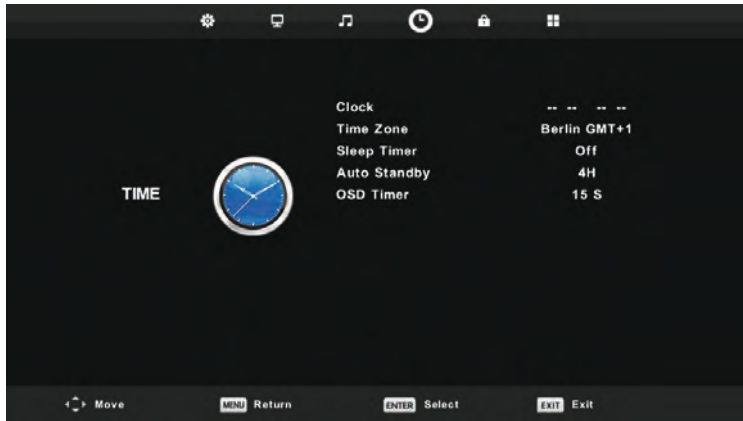 Clock -- -- -- --
Time Zone Berlin GMT+1
Sleep Timer Off
Auto Standby 4H
TIME
OSD Timer 15 S
Move MENU Return ENTER Select EXIT Exit